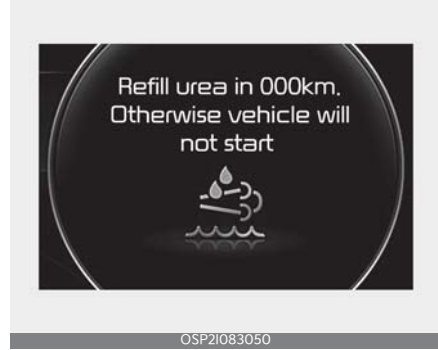 Refill urea in 000km.
Otherwise vehicle will
not start
OSP2I083050